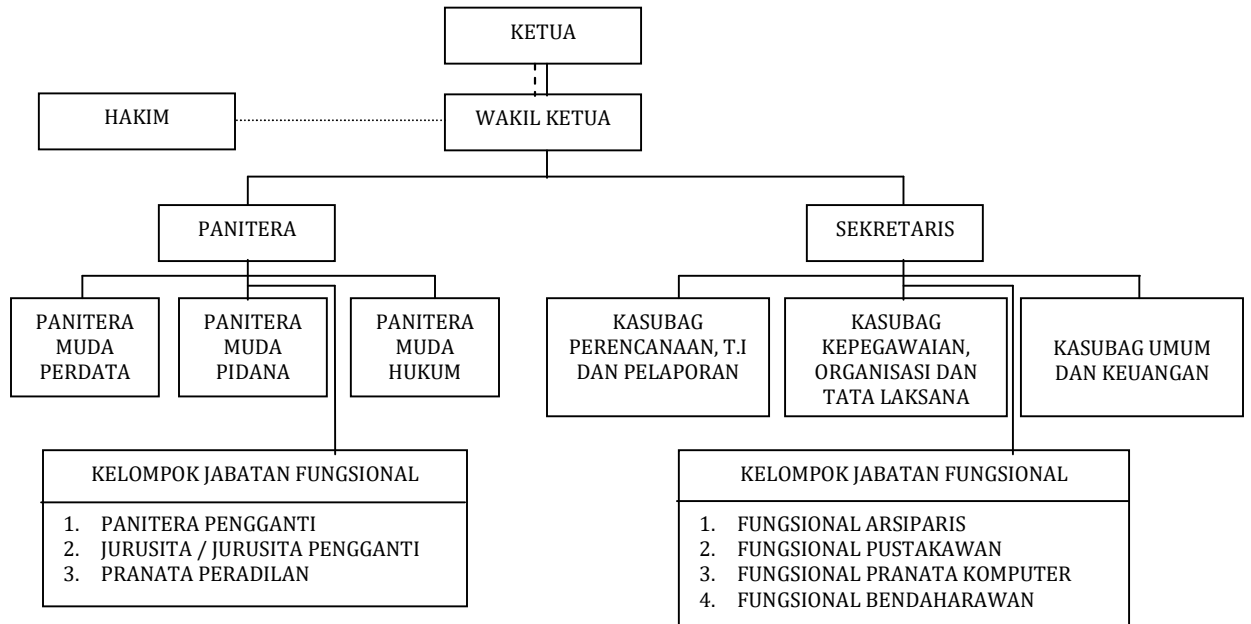 KETUA
HAKIM
WAKIL KETUA
PANITERA
SEKRETARIS
PANITERA
MUDA
PERDATA
PANITERA
MUDA
PIDANA
PANITERA
MUDA
HUKUM
KASUBAG
PERENCANAAN, T.I
DAN PELAPORAN
KASUBAG
KEPEGAWAIAN,
ORGANISASI DAN
TATA LAKSANA
KASUBAG UMUM
DAN KEUANGAN
KELOMPOK JABATAN FUNGSIONAL
1. PANITERA PENGGANTI
2. JURUSITA / JURUSITA PENGGANTI
3. PRANATA PERADILAN
KELOMPOK JABATAN FUNGSIONAL
1. FUNGSIONAL ARSIPARIS
2. FUNGSIONAL PUSTAKAWAN
3. FUNGSIONAL PRANATA KOMPUTER
4. FUNGSIONAL BENDAHARAWAN